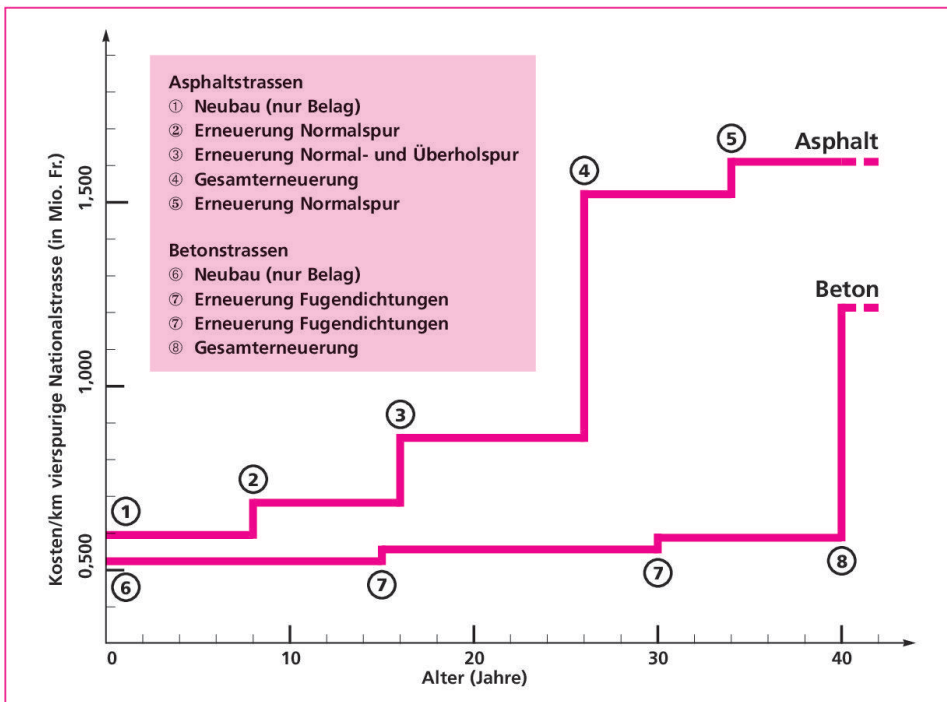 Kosten/km vierspurige Nationalstrasse (in Mio. Fr.)
1,500
1,000
0,500
Asphaltstrassen
① Neubau (nur Belag)
② Erneuerung Normalspur
③ Erneuerung Normal- und Überholspur
④ Gesamterneuerung
⑤ Erneuerung Normalspur
Betonstrassen
⑥ Neubau (nur Belag)
⑦ Erneuerung Fugendichtungen
⑦ Erneuerung Fugendichtungen
⑧ Gesamterneuerung
① ② ③ ④ ⑤ Asphalt
⑥ ⑦ ⑦ ⑧ Beton
0 10 20 30 40
Alter (Jahre)